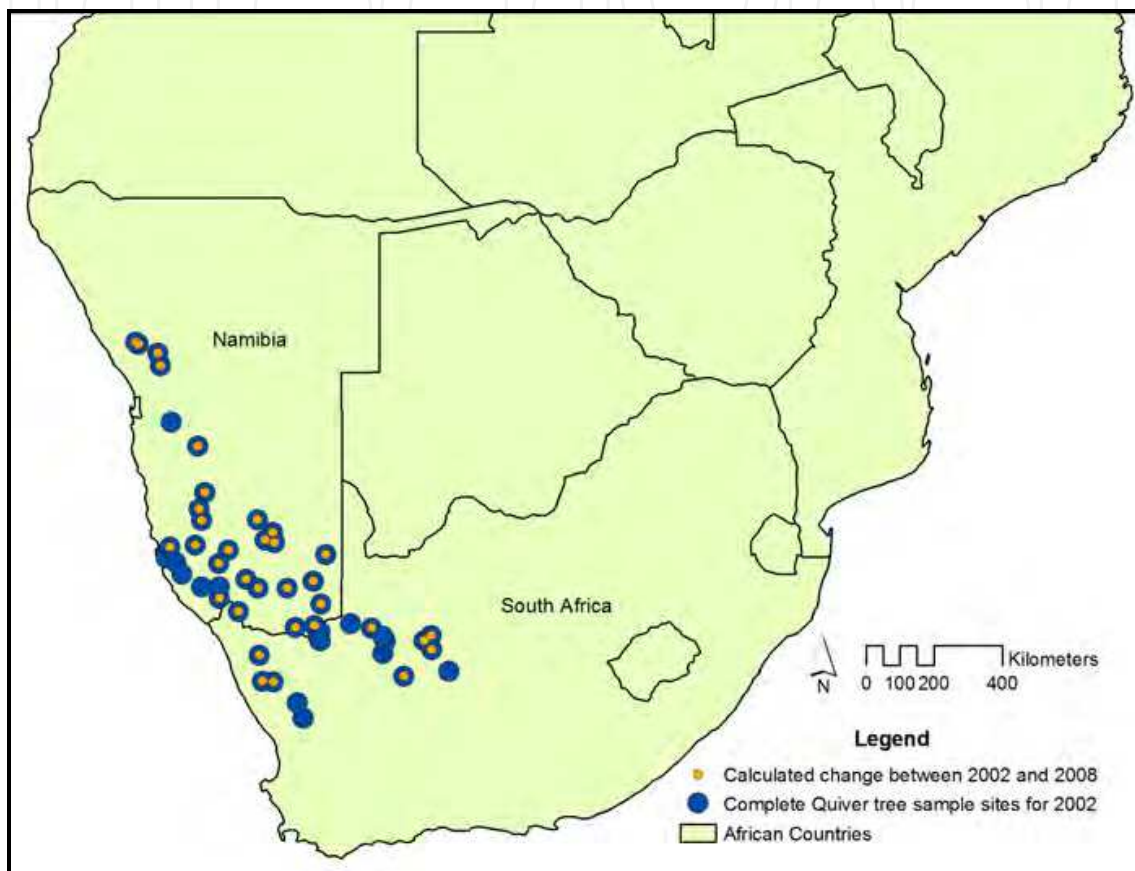 Namibia
South Africa
Kilometers
N
0 100 200 400
Legend
Calculated change between 2002 and 2008
Complete Quiver tree sample sites for 2002
African Countries